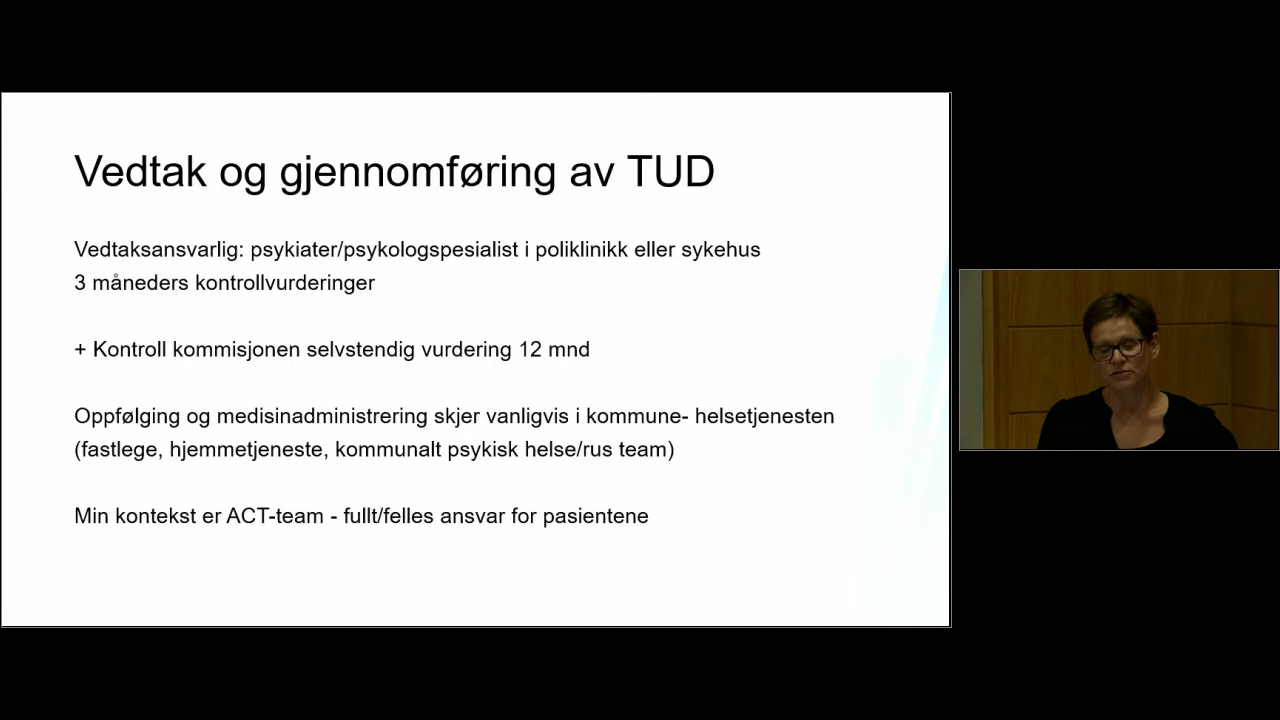 Vedtak og gjennomføring av TUD
Vedtaksansvarlig: psykiater/psykologspesialist i poliklinikk eller sykehus
3 måneders kontrollvurderinger
+ Kontroll kommisjonen selvstendig vurdering 12 mnd
Oppfølging og medisinadministrering skjer vanligvis i kommune- helsetjenesten
(fastlege, hjemmetjeneste, kommunalt psykisk helse/rus team)
Min kontekst er ACT-team - fullt/felles ansvar for pasientene